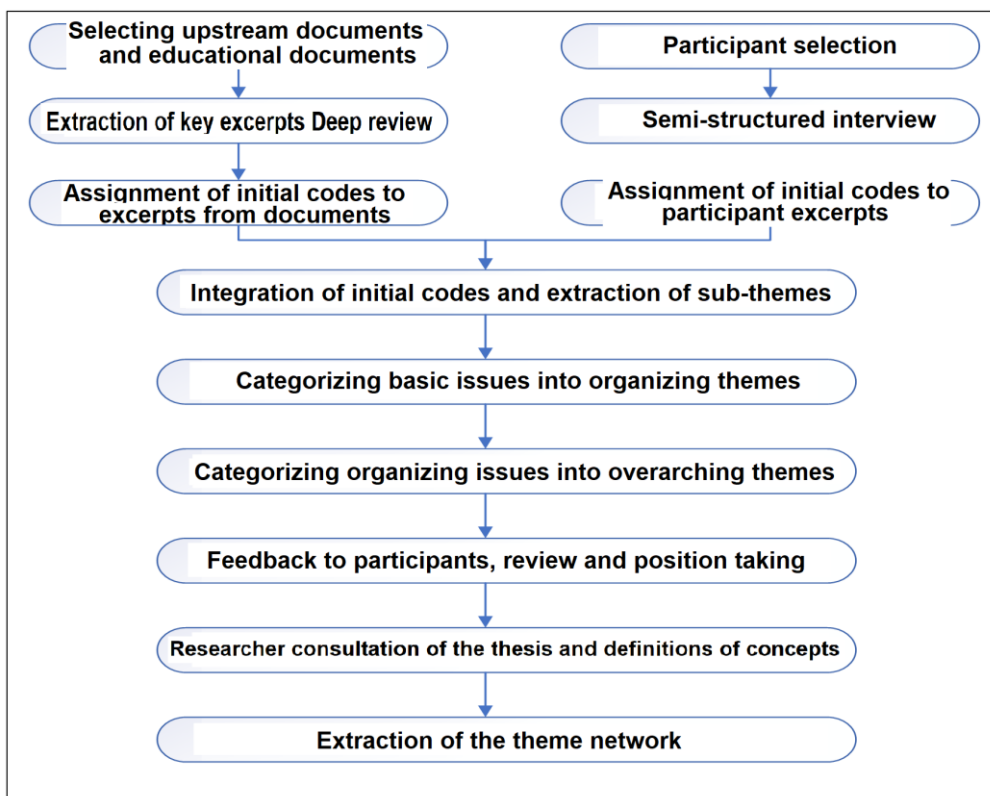 Selecting upstream documents
and educational documents
Participant selection
Extraction of key excerpts Deep review
Semi-structured interview
Assignment of initial codes to
excerpts from documents
Assignment of initial codes to
participant excerpts
Integration of initial codes and extraction of sub-themes
Categorizing basic issues into organizing themes
Categorizing organizing issues into overarching themes
Feedback to participants, review and position taking
Researcher consultation of the thesis and definitions of concepts
Extraction of the theme network